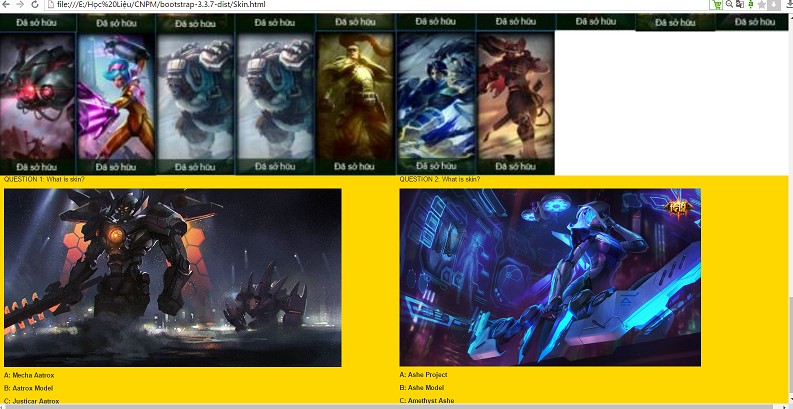 file:///E:/Học%20Liệu/CNPM/bootstrap-3.3.7-dist/Skin.html
Đã sở hữu Đã sở hữu Đã sở hữu Đã sở hữu Đã sở hữu Đã sở hữu Đã sở hữu Đã sở hữu Đã sở hữu Đã sở hữu
Đã sở hữu Đã sở hữu Đã sở hữu Đã sở hữu Đã sở hữu Đã sở hữu Đã sở hữu
QUESTION 1: What is skin?
A: Mecha Aatrox
B: Aatrox Model
C: Justicar Aatrox
QUESTION 2: What is skin?
A: Ashe Project
B: Ashe Model
C: Amethyst Ashe